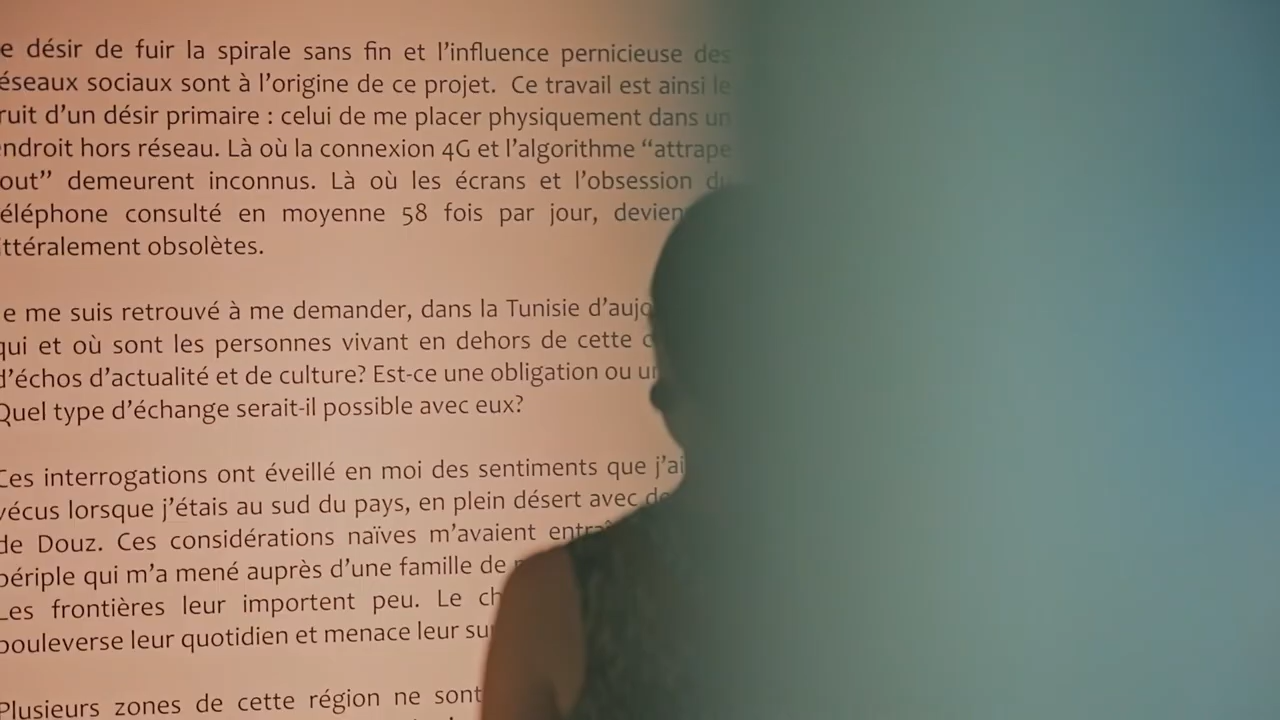 e désir de fuir la spirale sans fin et l’influence pernicieuse des
éseaux sociaux sont à l’origine de ce projet. Ce travail est ainsi le
ruit d’un désir primaire : celui de me placer physiquement dans un
endroit hors réseau. Là où la connexion 4G et l’algorithme “attrape
out” demeurent inconnus. Là où les écrans et l’obsession du
éléphone consulté en moyenne 58 fois par jour, devien
ittéralement obsolètes.
e me suis retrouvé à me demander, dans la Tunisie d’aujo
qui et où sont les personnes vivant en dehors de cette
d’échos d’actualité et de culture? Est-ce une obligation ou
Quel type d’échange serait-il possible avec eux?
Ces interrogations ont éveillé en moi des sentiments que j’ai
vécus lorsque j’étais au sud du pays, en plein désert avec
de Douz. Ces considérations naïves m’avaient
périple qui m’a mené auprès d’une famille de
Les frontières leur importent peu. Le
bouleverse leur quotidien et menace leur
Plusieurs zones de cette région ne sont